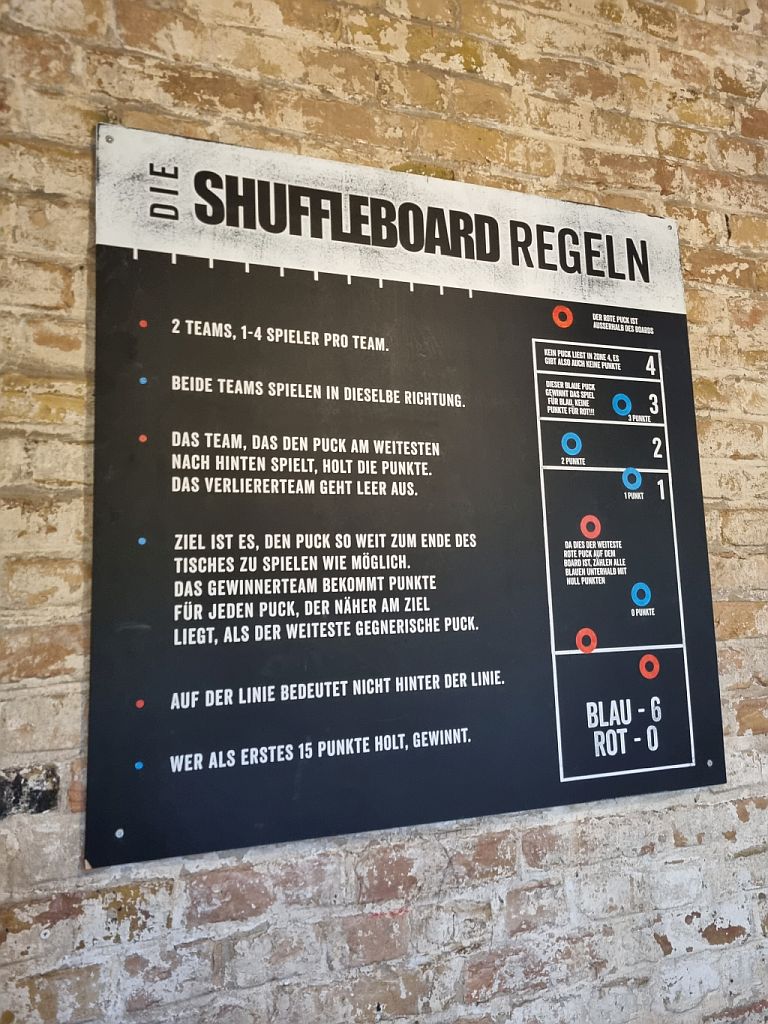 DIE SHUFFLEBOARD REGELN
2 TEAMS, 1-4 SPIELER PRO TEAM.
BEIDE TEAMS SPIELEN IN DIESELBE RICHTUNG.
DAS TEAM, DAS DEN PUCK AM WEITESTEN
NACH HINTEN SPIELT, HOLT DIE PUNKTE.
DAS VERLIERERTEAM GEHT LEER AUS.
ZIEL IST ES, DEN PUCK SO WEIT ZUM ENDE DES
TISCHES ZU SPIELEN WIE MÖGLICH.
DAS GEWINNERTEAM BEKOMMT PUNKTE
FÜR JEDEN PUCK, DER NÄHER AM ZIEL
LIEGT, ALS DER WEITESTE GEGNERISCHE PUCK.
AUF DER LINIE BEDEUTET NICHT HINTER DER LINIE.
WER ALS ERSTES 15 PUNKTE HOLT, GEWINNT.
DER ROTE PUCK IST
AUSSERHALB DES BOARDS
KEIN PUCK LIEGT IN ZONE 4, ES
GIBT ALSO AUCH KEINE PUNKTE
4
DIESER BLAUE PUCK
GEWINNT DAS SPIEL
FÜR BLAU. KEINE
PUNKTE FÜR ROT!!!
3
3 PUNKTE
2
2 PUNKTE
1
1 PUNKT
DA DIES DER WEITESTE
ROTE PUCK AUF DEM
BOARD IST, ZÄHLEN ALLE
BLAUEN UNTERHALB MIT
NULL PUNKTEN
0 PUNKTE
BLAU - 6
ROT - 0